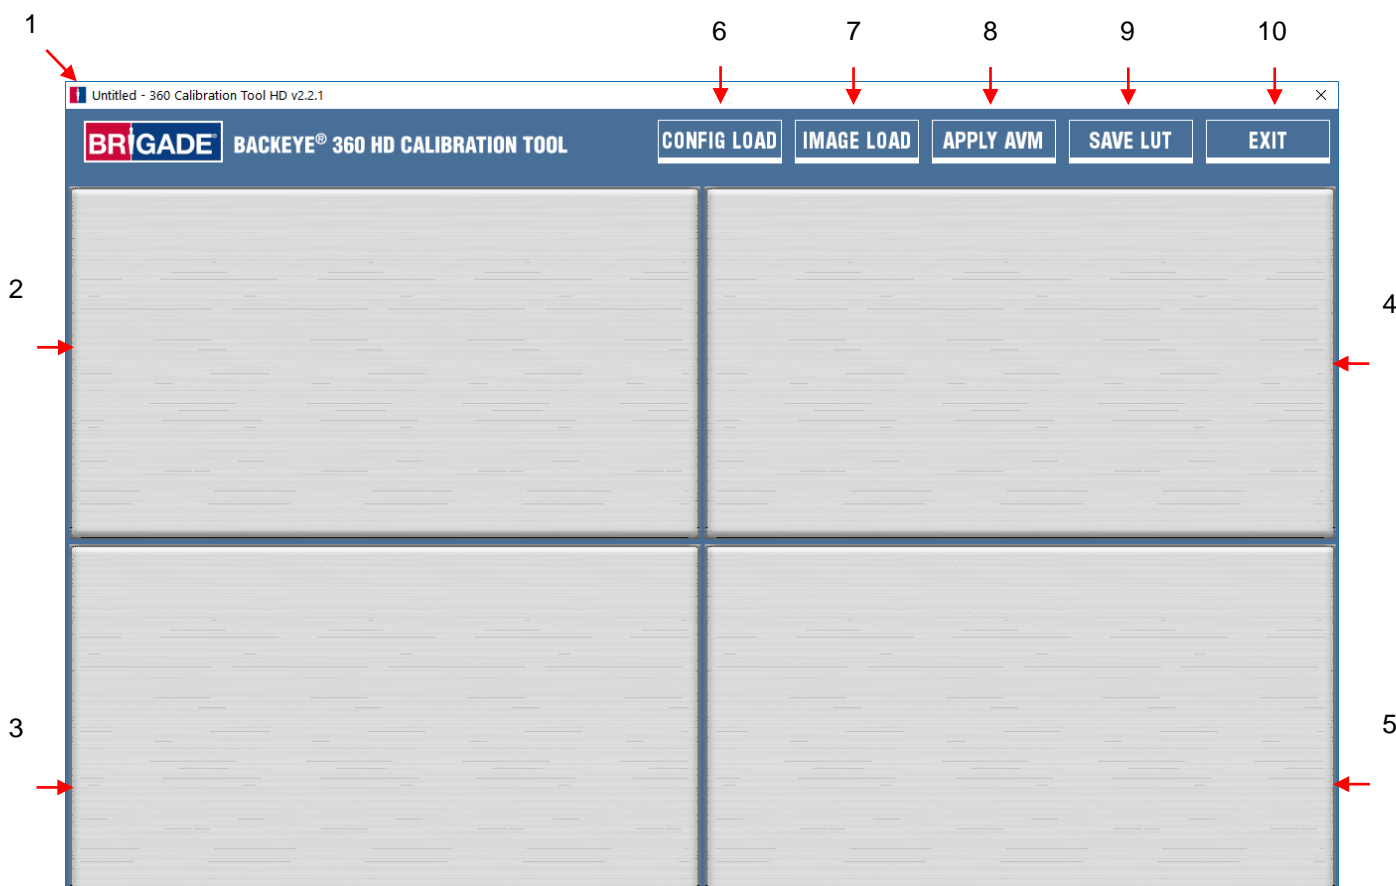 1
6 7 8 9 10
Untitled - 360 Calibration Tool HD v2.2.1
BRIGADE BACKEYE® 360 HD CALIBRATION TOOL CONFIG LOAD IMAGE LOAD APPLY AVM SAVE LUT EXIT
2
4
3
5